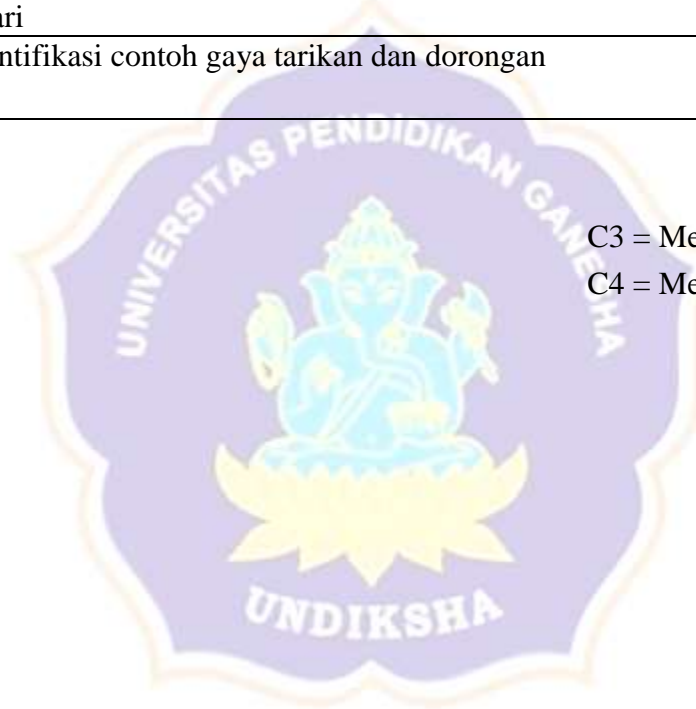 ari
ntifikasi contoh gaya tarikan dan dorongan
UNIVERSITAS PENDIDIKAN GANESHA
C3 = Me
C4 = Me
UNDIKSHA